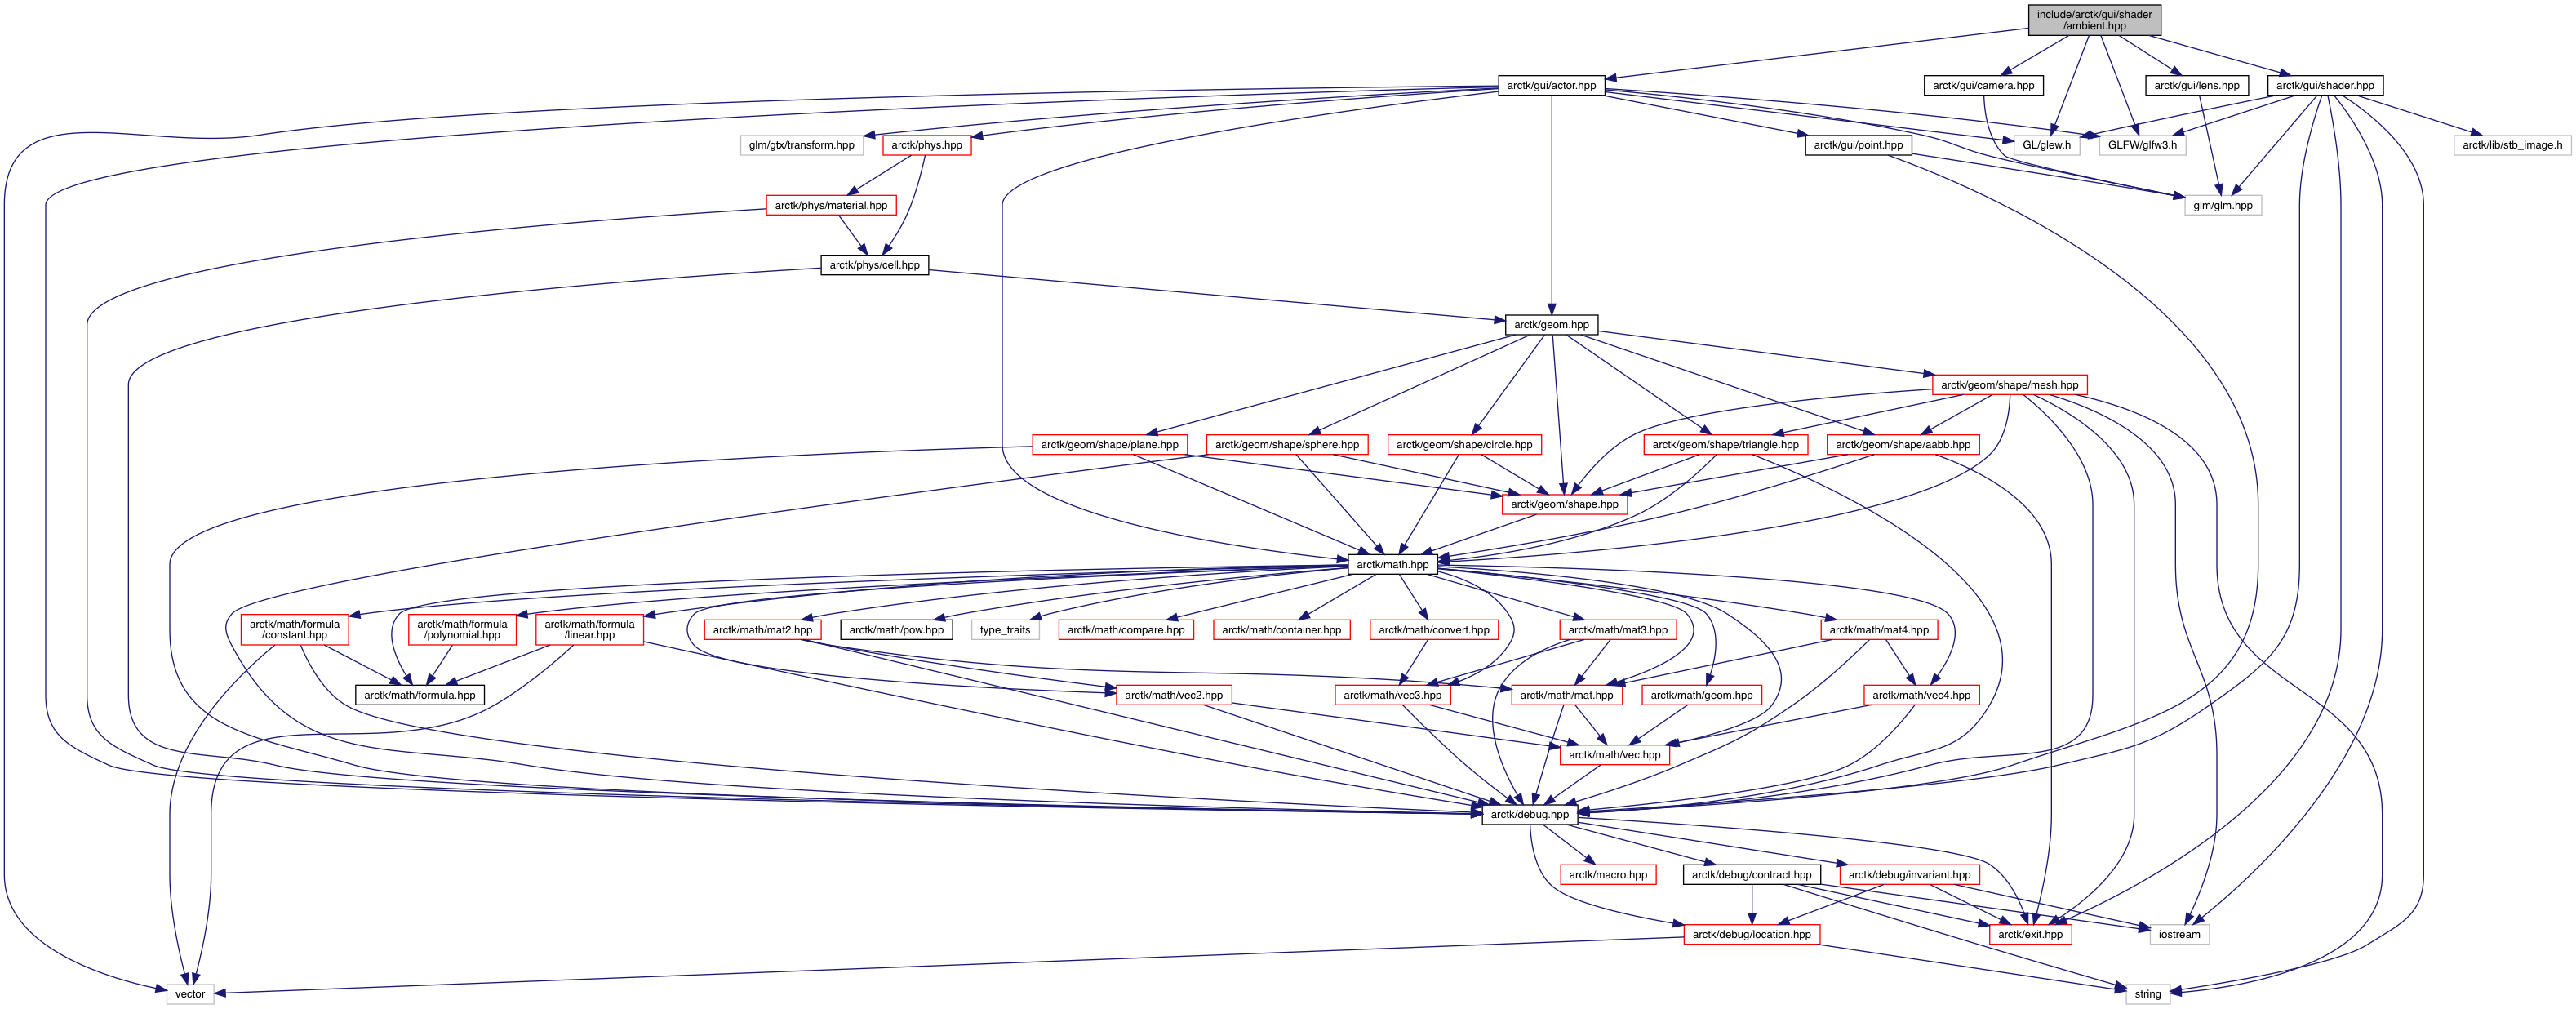 include/arctk/gui/shader
/ambient.hpp
arctk/gui/actor.hpp
arctk/gui/camera.hpp
arctk/gui/lens.hpp
arctk/gui/shader.hpp
glm/gtx/transform.hpp
arctk/phys.hpp
arctk/gui/point.hpp
GL/glew.h
GLFW/glfw3.h
arctk/lib/stb_image.h
arctk/phys/material.hpp
glm/glm.hpp
arctk/phys/cell.hpp
arctk/geom.hpp
arctk/geom/shape/mesh.hpp
arctk/geom/shape/plane.hpp
arctk/geom/shape/sphere.hpp
arctk/geom/shape/circle.hpp
arctk/geom/shape/triangle.hpp
arctk/geom/shape/aabb.hpp
arctk/geom/shape.hpp
arctk/math.hpp
arctk/math/formula
/constant.hpp
arctk/math/formula
/polynomial.hpp
arctk/math/formula
/linear.hpp
arctk/math/mat2.hpp
arctk/math/pow.hpp
type_traits
arctk/math/compare.hpp
arctk/math/container.hpp
arctk/math/convert.hpp
arctk/math/mat3.hpp
arctk/math/mat4.hpp
arctk/math/formula.hpp
arctk/math/vec2.hpp
arctk/math/vec3.hpp
arctk/math/mat.hpp
arctk/math/geom.hpp
arctk/math/vec4.hpp
arctk/math/vec.hpp
arctk/debug.hpp
arctk/macro.hpp
arctk/debug/contract.hpp
arctk/debug/invariant.hpp
arctk/debug/location.hpp
arctk/exit.hpp
iostream
vector
string